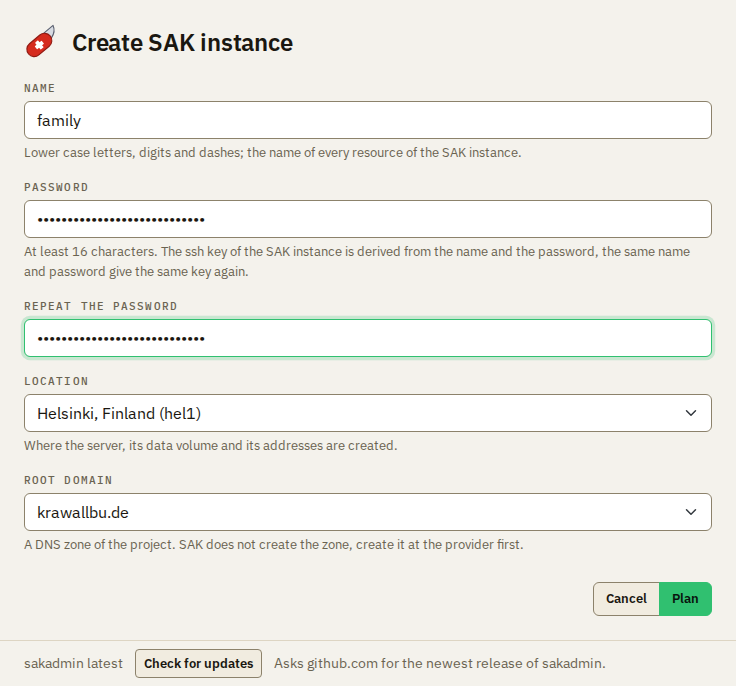 Create SAK instance
NAME
family
Lower case letters, digits and dashes; the name of every resource of the SAK instance.
PASSWORD
••••••••••••••••••••••••••••
At least 16 characters. The ssh key of the SAK instance is derived from the name and the password, the same name
and password give the same key again.
REPEAT THE PASSWORD
••••••••••••••••••••••••••••
LOCATION
Helsinki, Finland (hel1)
Where the server, its data volume and its addresses are created.
ROOT DOMAIN
krawallbu.de
A DNS zone of the project. SAK does not create the zone, create it at the provider first.
Cancel Plan
sakadmin latest Check for updates Asks github.com for the newest release of sakadmin.